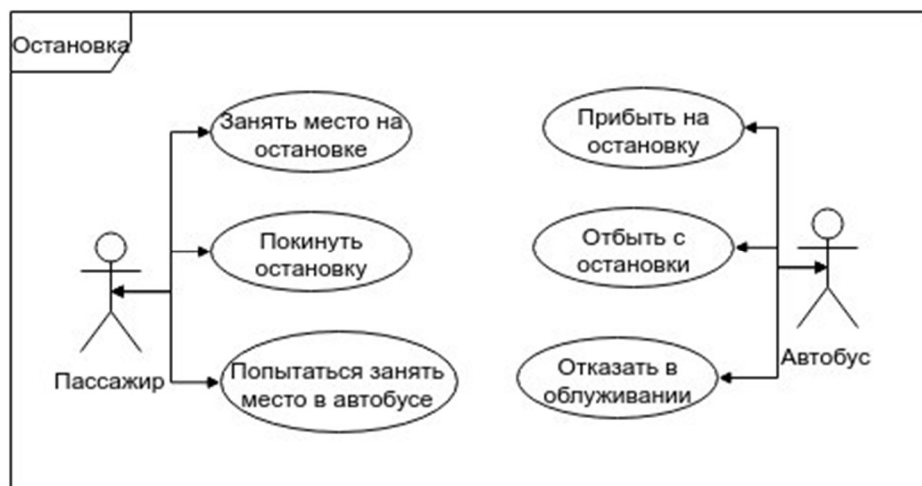 Остановка
Занять место на
остановке
Покинуть
остановку
Попытаться занять
место в автобусе
Пассажир
Прибыть на
остановку
Отбыть с
остановки
Отказать в
облуживании
Автобус